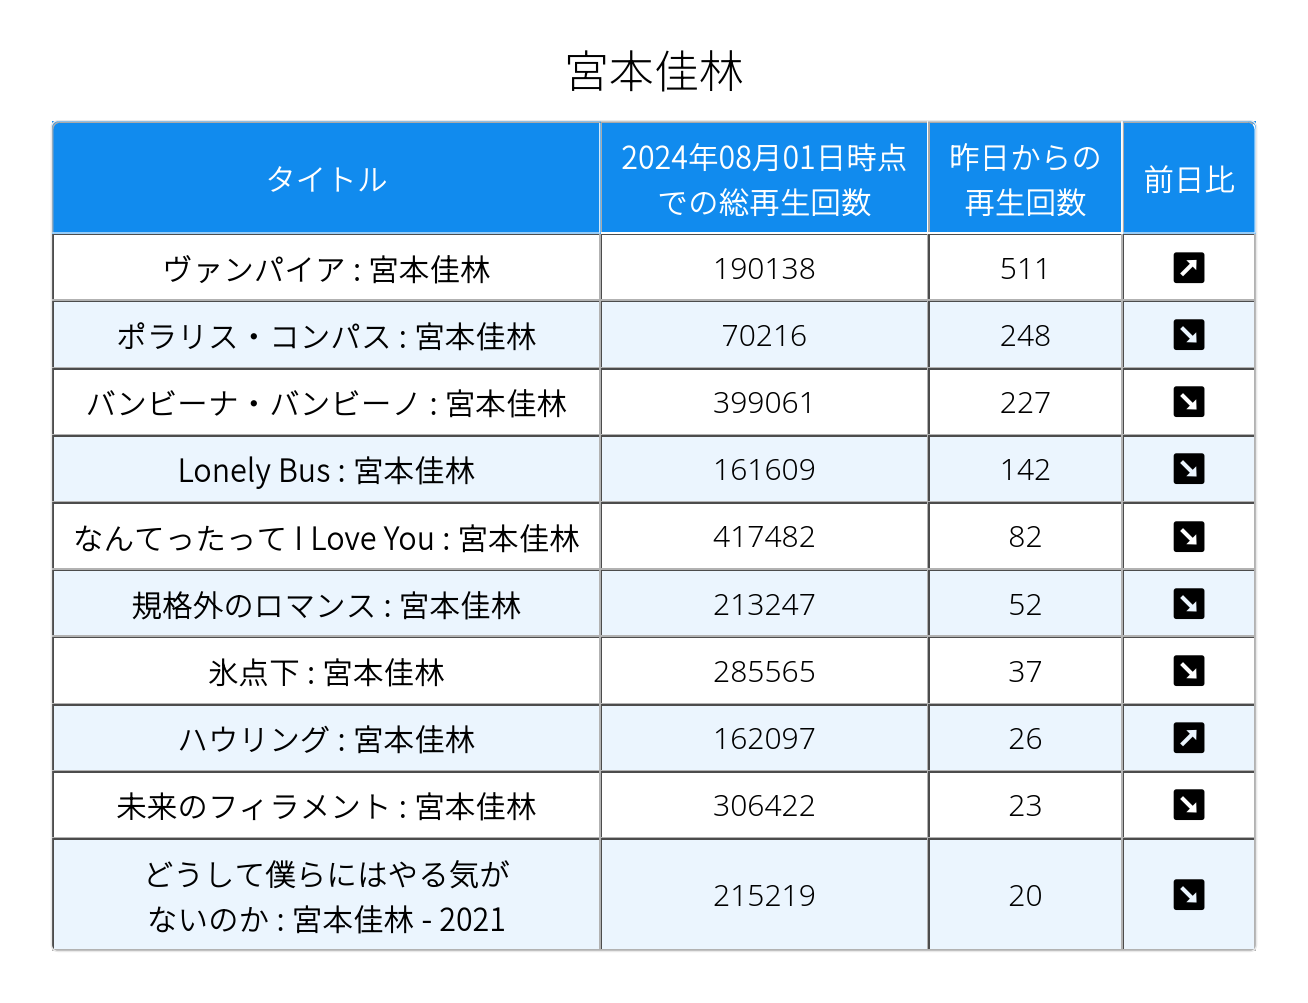 宮本佳林
タイトル
2024年08月01日時点
での総再生回数
昨日からの
再生回数
前日比
ヴァンパイア : 宮本佳林 190138 511
ポラリス・コンパス : 宮本佳林 70216 248
バンビーナ・バンビーノ : 宮本佳林 399061 227
Lonely Bus : 宮本佳林 161609 142
なんてったって I Love You : 宮本佳林 417482 82
規格外のロマンス : 宮本佳林 213247 52
氷点下 : 宮本佳林 285565 37
ハウリング : 宮本佳林 162097 26
未来のフィラメント : 宮本佳林 306422 23
どうして僕らにはやる気が
ないのか : 宮本佳林 - 2021
215219 20